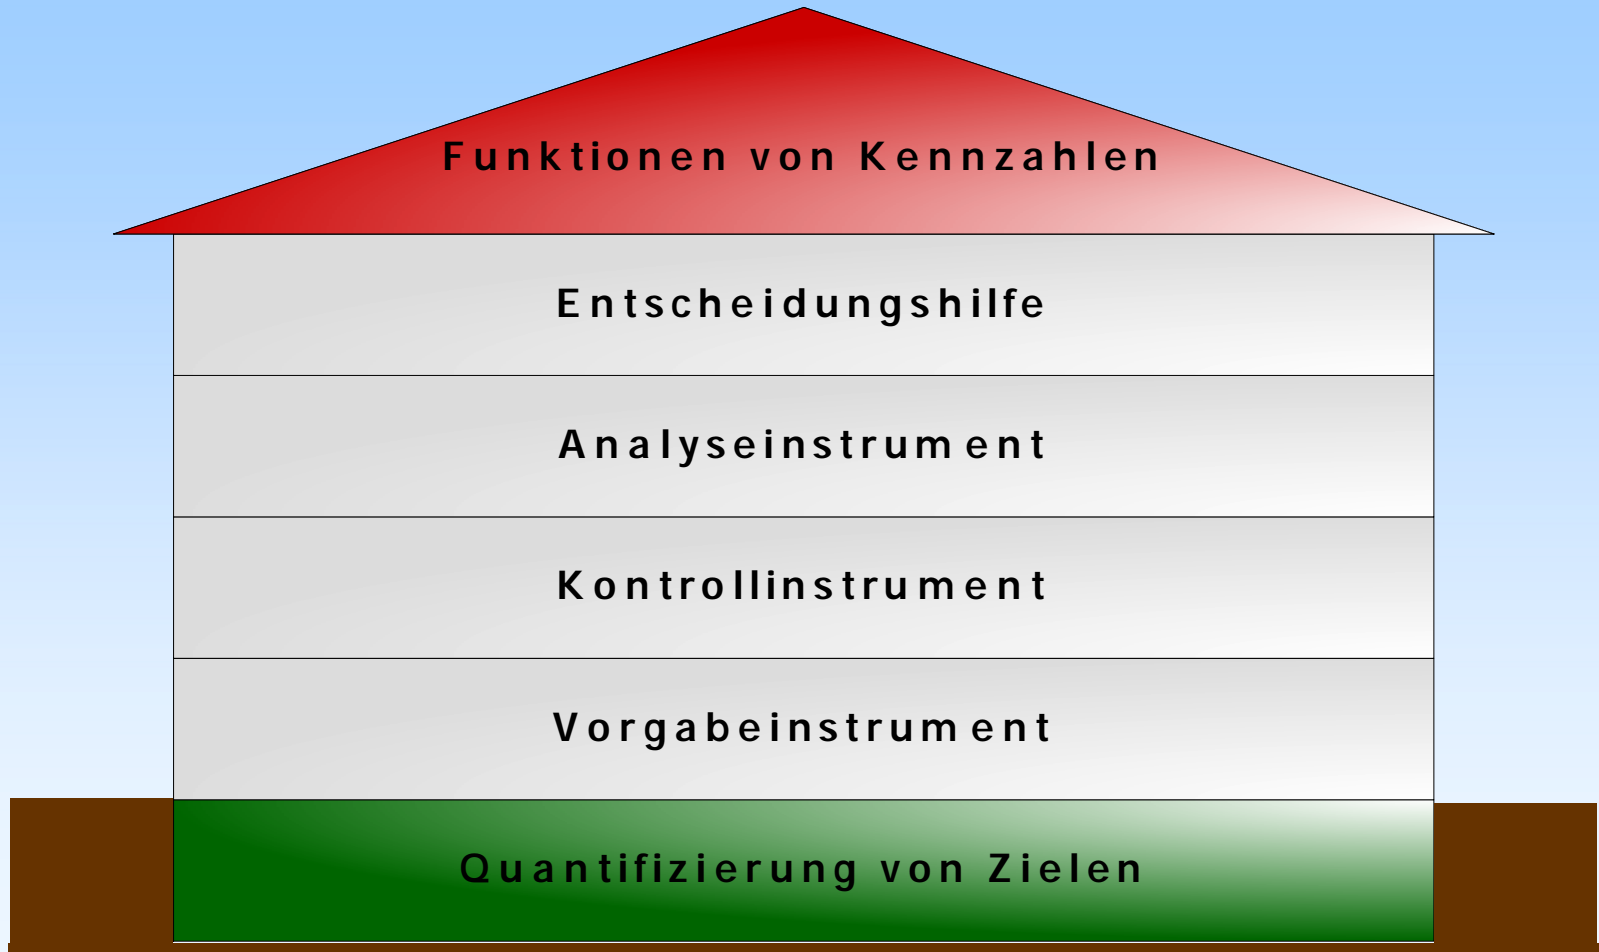 Funktionen von Kennzahlen
Entscheidungshilfe
Analyseinstrument
Kontrollinstrument
Vorgabeinstrument
Quantifizierung von Zielen